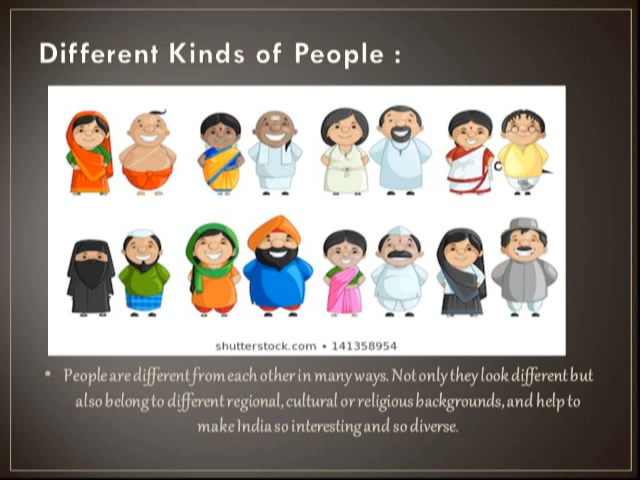 Different Kinds of People :
shutterstock.com • 141358954
• People are different from each other in many ways. Not only they look different but
also belong to different regional, cultural or religious backgrounds, and help to
make India so interesting and so diverse.